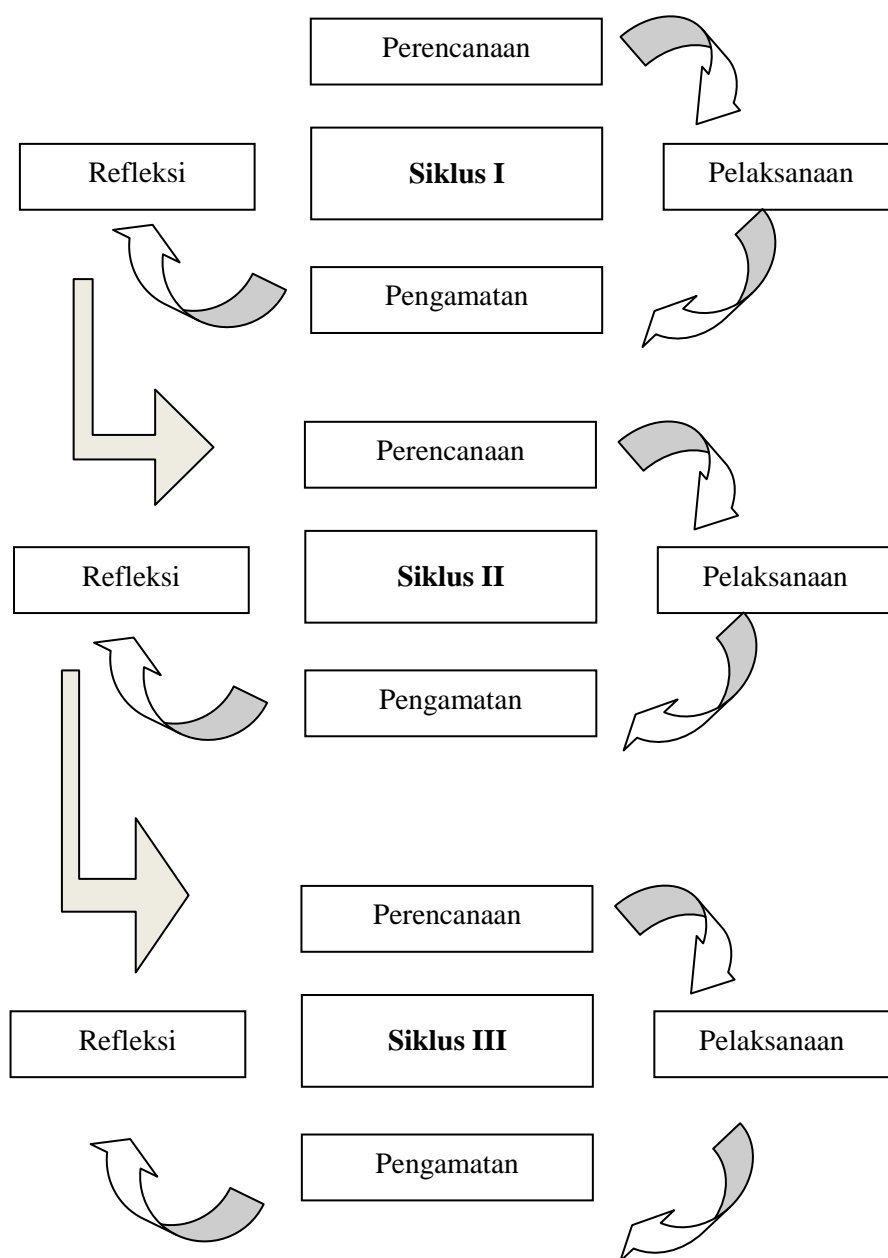 Perencanaan
Refleksi
Siklus I
Pelaksanaan
Pengamatan
Perencanaan
Refleksi
Siklus II
Pelaksanaan
Pengamatan
Perencanaan
Refleksi
Siklus III
Pelaksanaan
Pengamatan